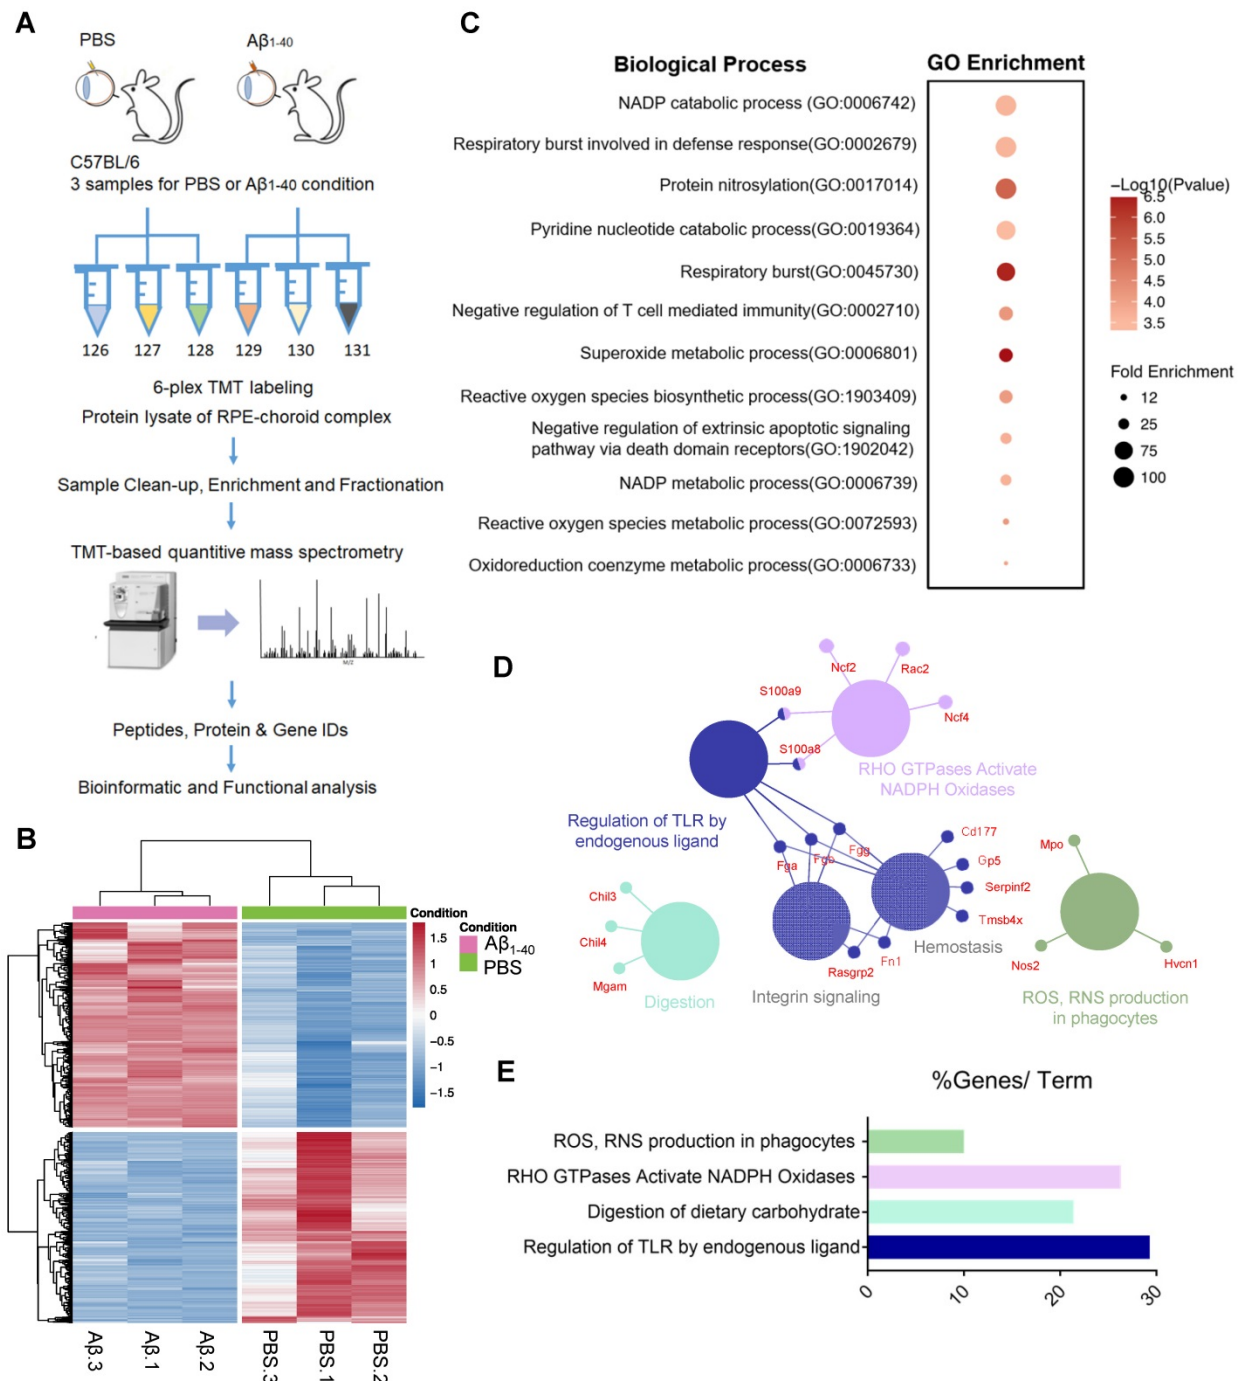 A
PBS
Aβ1-40
C57BL/6
3 samples for PBS or Aβ1-40 condition
126
127
128
129
130
131
6-plex TMT labeling
Protein lysate of RPE-choroid complex
Sample Clean-up, Enrichment and Fractionation
TMT-based quantitive mass spectrometry
M/Z
Peptides, Protein & Gene IDs
Bioinformatic and Functional analysis
B
Condition
1.5
1
0.5
0
−0.5
−1
−1.5
Condition
Aβ1-40
PBS
Aβ.3
Aβ.1
Aβ.2
PBS.3
PBS.1
PBS.2
C
Biological Process
GO Enrichment
NADP catabolic process (GO:0006742)
Respiratory burst involved in defense response(GO:0002679)
Protein nitrosylation(GO:0017014)
Pyridine nucleotide catabolic process(GO:0019364)
Respiratory burst(GO:0045730)
Negative regulation of T cell mediated immunity(GO:0002710)
Superoxide metabolic process(GO:0006801)
Reactive oxygen species biosynthetic process(GO:1903409)
Negative regulation of extrinsic apoptotic signaling
pathway via death domain receptors(GO:1902042)
NADP metabolic process(GO:0006739)
Reactive oxygen species metabolic process(GO:0072593)
Oxidoreduction coenzyme metabolic process(GO:0006733)
−Log10(Pvalue)
6.5
6.0
5.5
5.0
4.5
4.0
3.5
Fold Enrichment
12
25
75
100
D
Ncf2
Rac2
S100a9
Ncf4
S100a8
RHO GTPases Activate
NADPH Oxidases
Regulation of TLR by
endogenous ligand
Fga
Fgb
Fgg
Cd177
Gp5
Serpinf2
Tmsb4x
Hemostasis
Fn1
Rasgrp2
Integrin signaling
Chil3
Chil4
Mgam
Digestion
Mpo
Nos2
Hvcn1
ROS, RNS production
in phagocytes
E
%Genes/ Term
ROS, RNS production in phagocytes
RHO GTPases Activate NADPH Oxidases
Digestion of dietary carbohydrate
Regulation of TLR by endogenous ligand
0
10
20
30